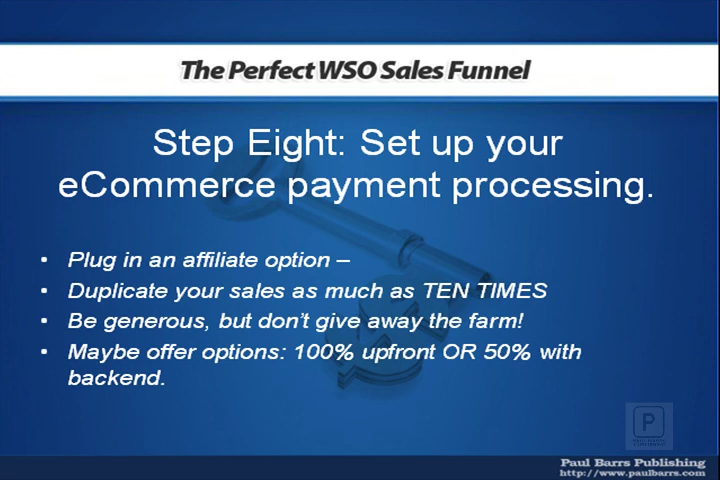 The Perfect WSO Sales Funnel
Step Eight: Set up your
eCommerce payment processing.
• Plug in an affiliate option –
• Duplicate your sales as much as TEN TIMES
• Be generous, but don't give away the farm!
• Maybe offer options: 100% upfront OR 50% with
backend.
P
Paul Barrs Publishing
http://www.paulbarrs.com